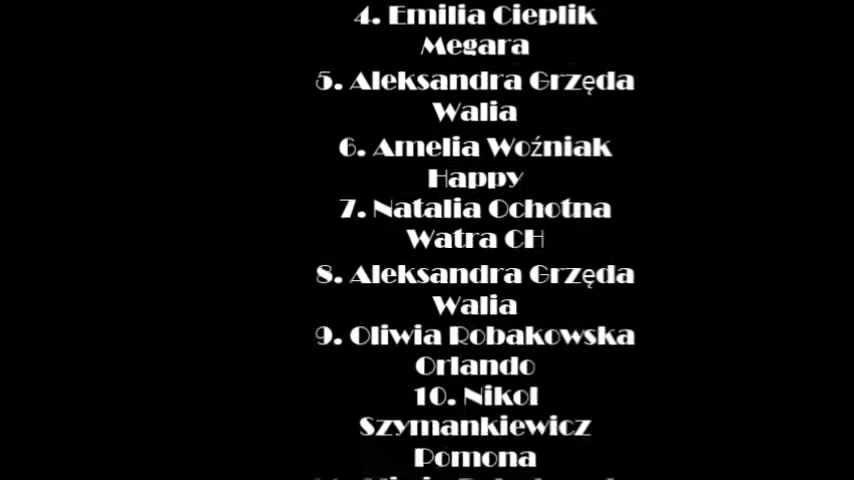 4. Emilia Cieplik
Megara
5. Aleksandra Grzęda
Walia
6. Amelia Woźniak
Happy
7. Natalia Ochotna
Watra CH
8. Aleksandra Grzęda
Walia
9. Oliwia Robakowska
Orlando
10. Nikol
Szymankiewicz
Pomona